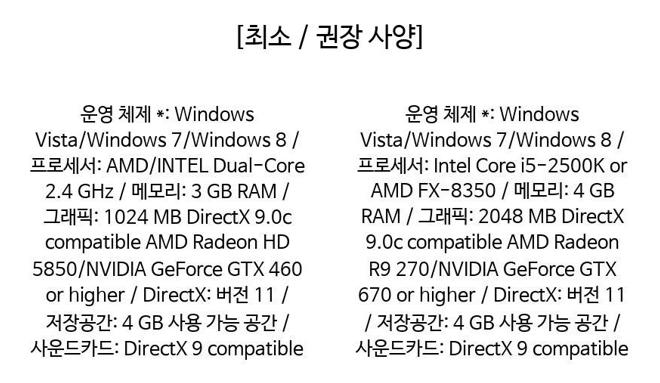 [최소 / 권장 사양]
운영 체제 *: Windows
Vista/Windows 7/Windows 8 /
프로세서: AMD/INTEL Dual-Core
2.4 GHz / 메모리: 3 GB RAM /
그래픽: 1024 MB DirectX 9.0c
compatible AMD Radeon HD
5850/NVIDIA GeForce GTX 460
or higher / DirectX: 버전 11 /
저장공간: 4 GB 사용 가능 공간 /
사운드카드: DirectX 9 compatible
운영 체제 *: Windows
Vista/Windows 7/Windows 8 /
프로세서: Intel Core i5-2500K or
AMD FX-8350 / 메모리: 4 GB
RAM / 그래픽: 2048 MB DirectX
9.0c compatible AMD Radeon
R9 270/NVIDIA GeForce GTX
670 or higher / DirectX: 버전 11
/ 저장공간: 4 GB 사용 가능 공간 /
사운드카드: DirectX 9 compatible